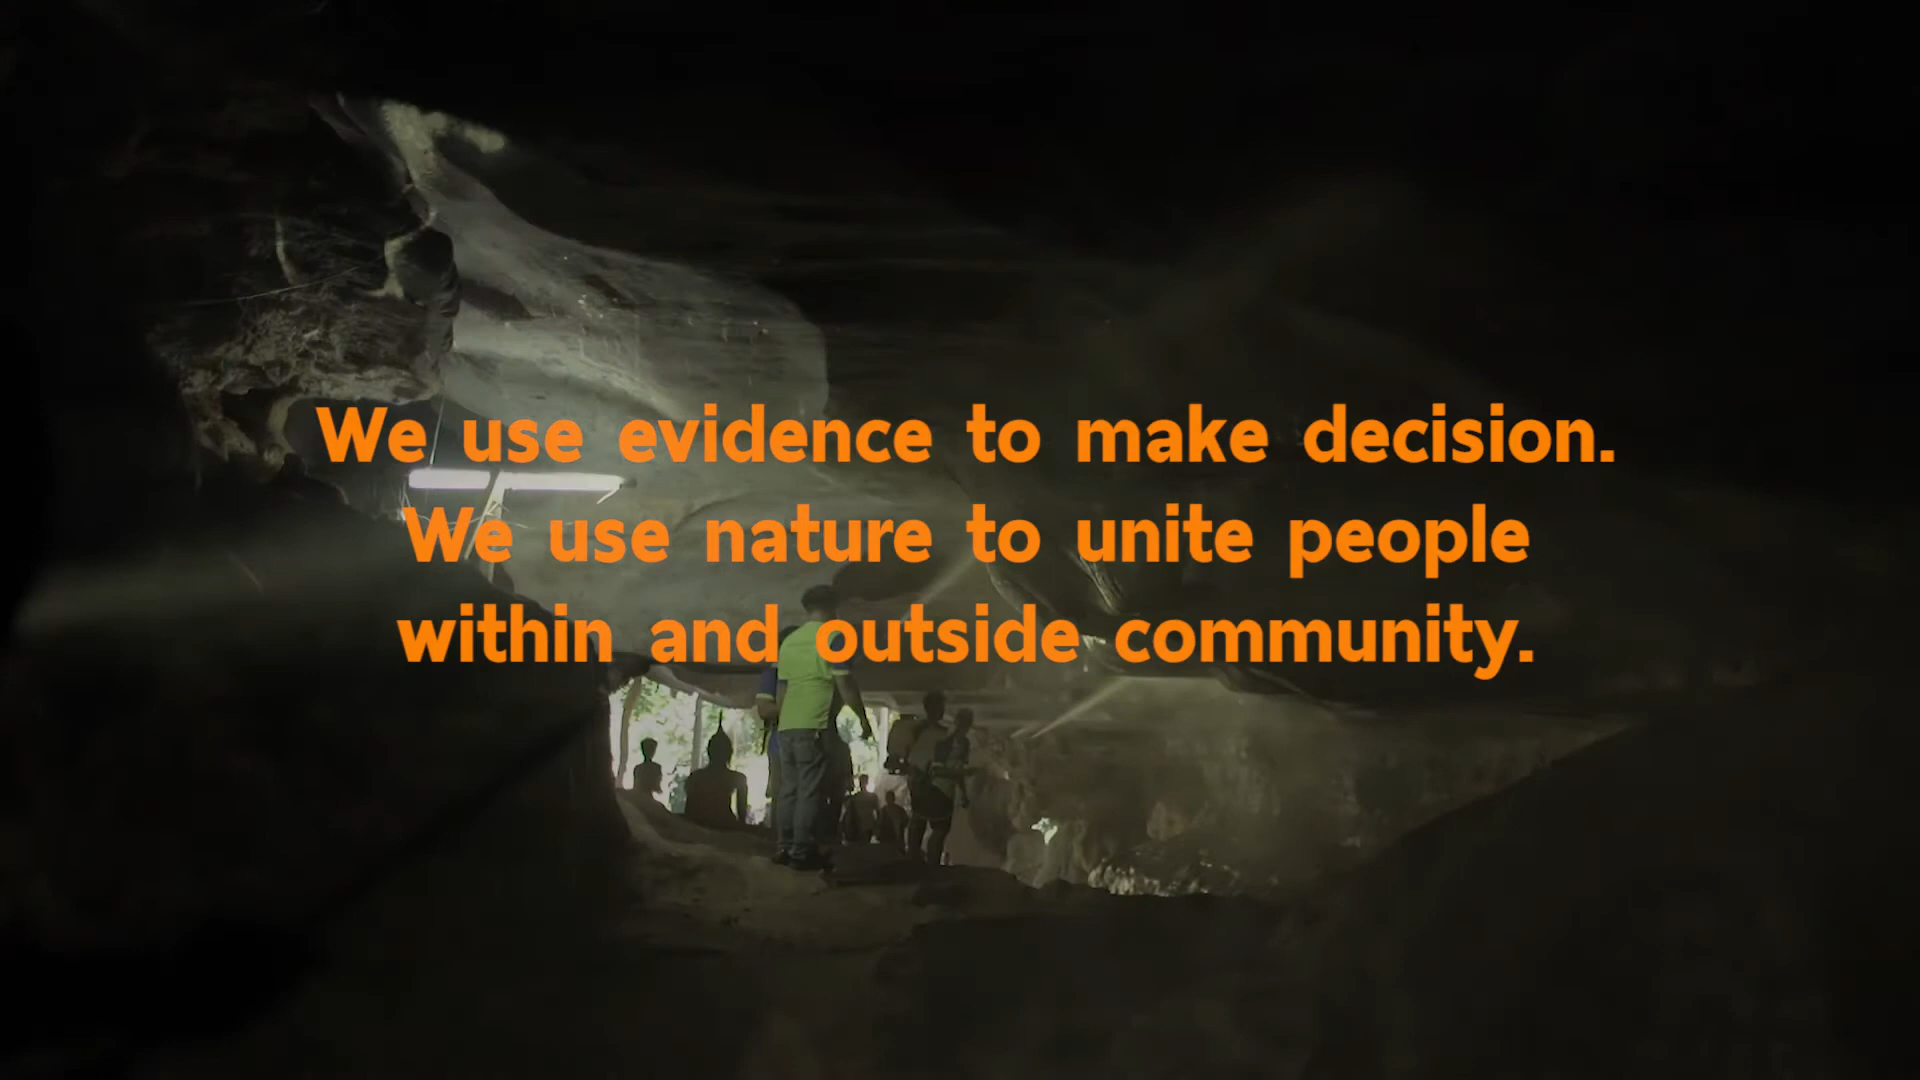 We use evidence to make decision.
We use nature to unite people
within and outside community.